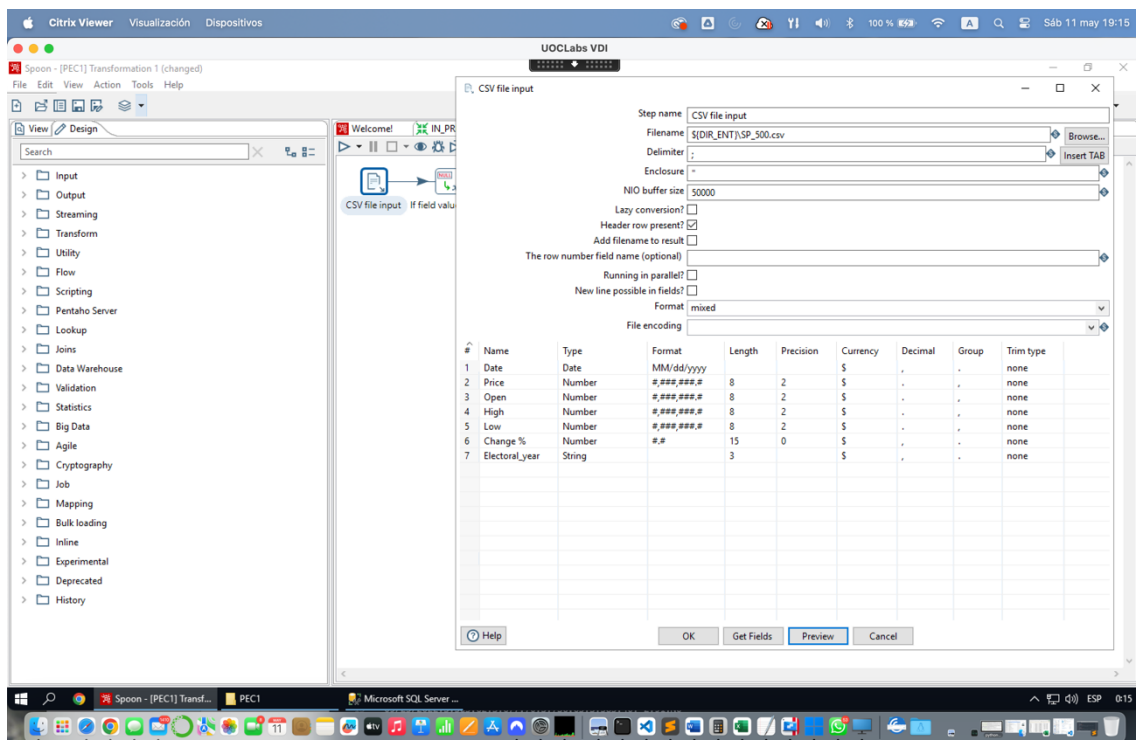 Citrix Viewer Visualización Dispositivos 100 % A Sáb 11 may 19:15
UOCLabs VDI
Spoon - [PEC1] Transformation 1 (changed)
File Edit View Action Tools Help
View Design
Search
Input
Output
Streaming
Transform
Utility
Flow
Scripting
Pentaho Server
Lookup
Joins
Data Warehouse
Validation
Statistics
Big Data
Agile
Cryptography
Job
Mapping
Bulk loading
Inline
Experimental
Deprecated
History
Welcome! IN_PR
CSV file input If field valu
CSV file input
Step name CSV file input
Filename ${DIR_ENT}\SP_500.csv Browse...
Delimiter ; Insert TAB
Enclosure "
NIO buffer size 50000
Lazy conversion?
Header row present?
Add filename to result
The row number field name (optional)
Running in parallel?
New line possible in fields?
Format mixed
File encoding
# Name Type Format Length Precision Currency Decimal Group Trim type
1 Date Date MM/dd/yyyy $ , . none
2 Price Number #,###,###.# 8 2 $ . , none
3 Open Number #,###,###.# 8 2 $ . , none
4 High Number #,###,###.# 8 2 $ . , none
5 Low Number #,###,###.# 8 2 $ . , none
6 Change % Number #.# 15 0 $ . , none
7 Electoral_year String 3 $ , . none
Help OK Get Fields Preview Cancel
Spoon - [PEC1] Transf... PEC1 Microsoft SQL Server ... ESP 0:15